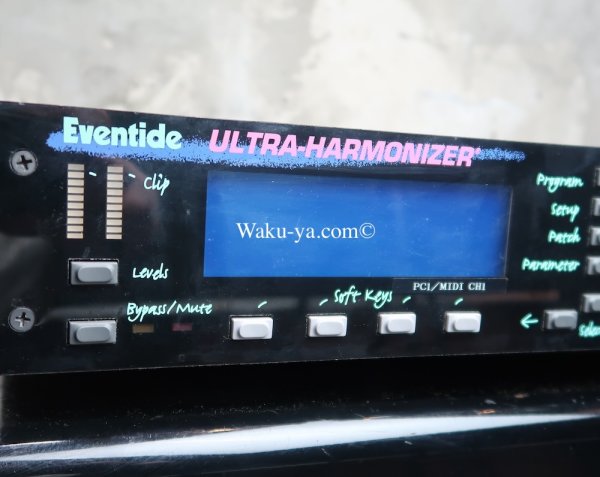 Eventide ULTRA-HARMONIZER®
Clip
Program
Setup
Waku-ya.com©
Patch
Levels
Parameter
PC1/MIDI CH1
Soft Keys
Bypass/Mute